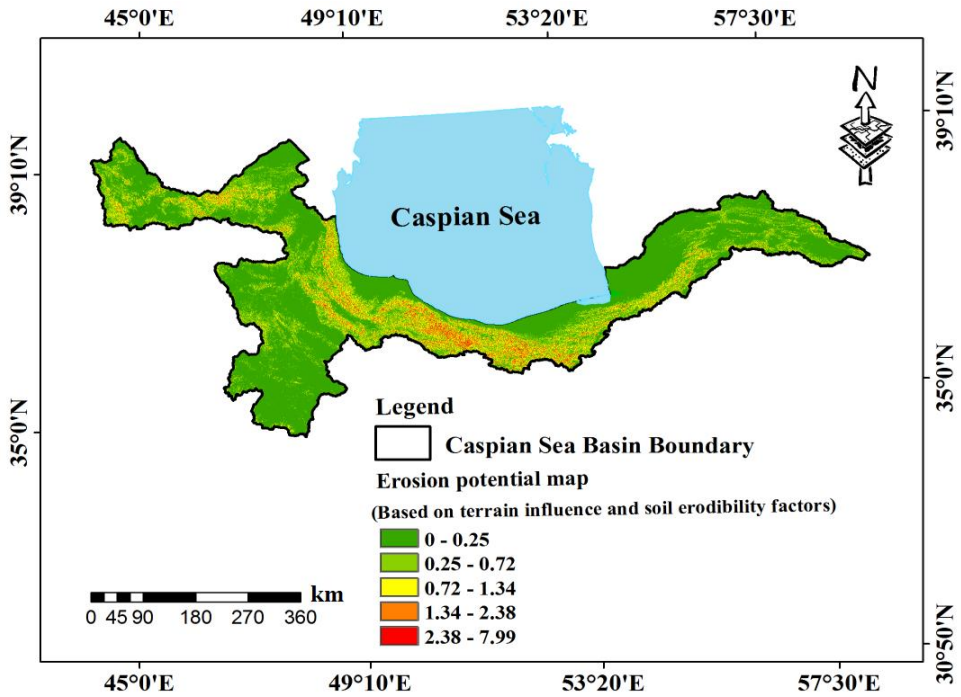 45°0'E 49°10'E 53°20'E 57°30'E
N
39°10'N
39°10'N
Caspian Sea
35°0'N
35°0'N
Legend
Caspian Sea Basin Boundary
Erosion potential map
(Based on terrain influence and soil erodibility factors)
0 - 0.25
0.25 - 0.72
0.72 - 1.34
1.34 - 2.38
2.38 - 7.99
km
0 45 90 180 270 360
30°50'N
45°0'E 49°10'E 53°20'E 57°30'E